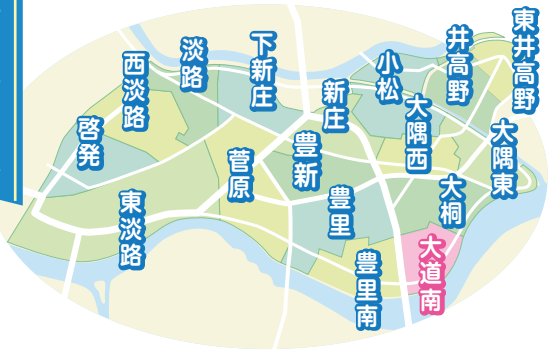 東井高野
井高野
下新庄
淡路
西淡路
小松
新庄
大隅西
啓発
大隅東
豊新
菅原
大桐
豊里
東淡路
大道南
豊里南